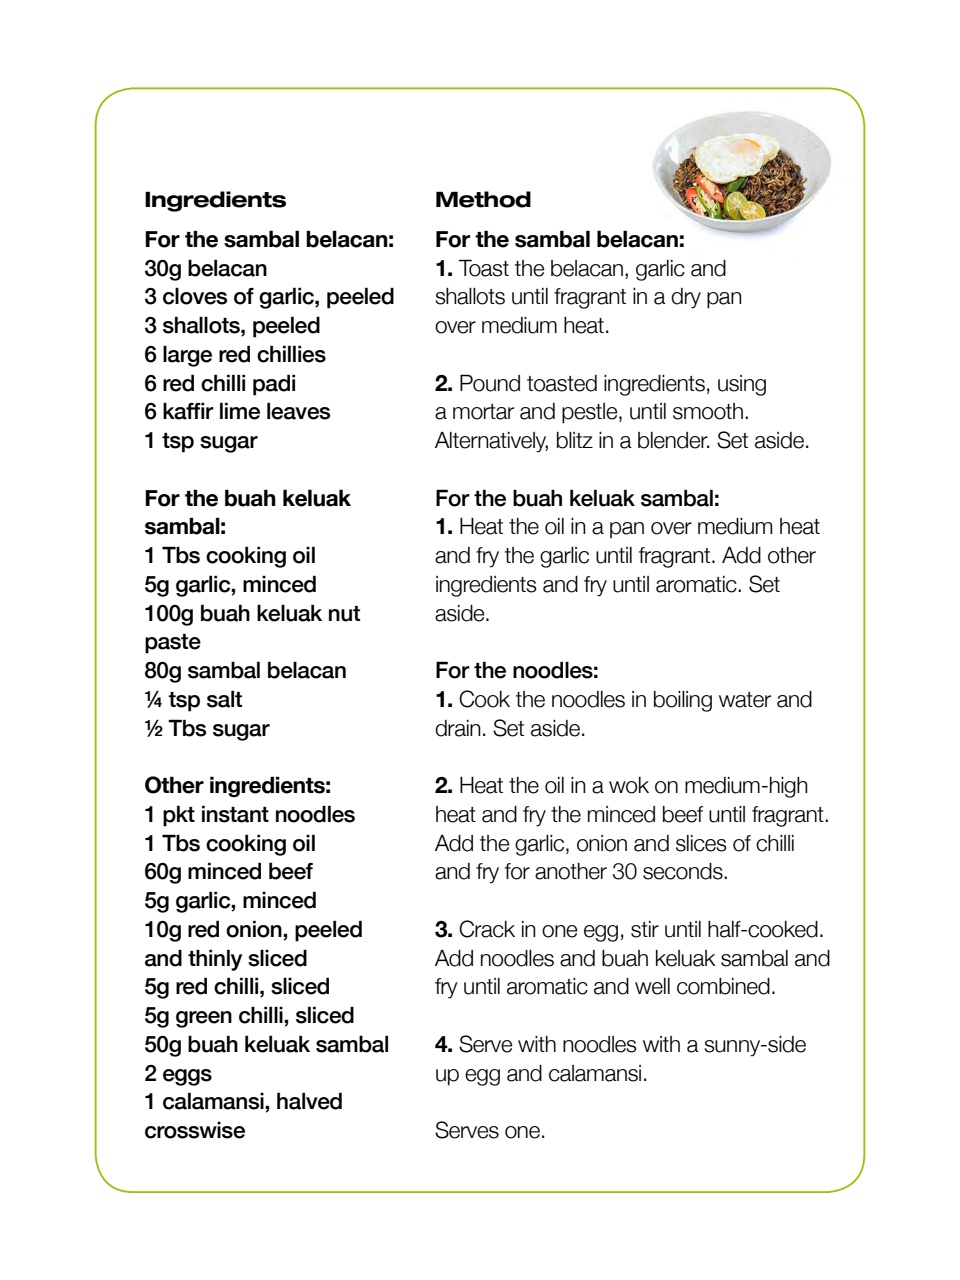 Ingredients
For the sambal belacan:
30g belacan
3 cloves of garlic, peeled
3 shallots, peeled
6 large red chillies
6 red chilli padi
6 kaffir lime leaves
1 tsp sugar
For the buah keluak
sambal:
1 Tbs cooking oil
5g garlic, minced
100g buah keluak nut
paste
80g sambal belacan
¼ tsp salt
½ Tbs sugar
Other ingredients:
1 pkt instant noodles
1 Tbs cooking oil
60g minced beef
5g garlic, minced
10g red onion, peeled
and thinly sliced
5g red chilli, sliced
5g green chilli, sliced
50g buah keluak sambal
2 eggs
1 calamansi, halved
crosswise
Method
For the sambal belacan:
1. Toast the belacan, garlic and
shallots until fragrant in a dry pan
over medium heat.
2. Pound toasted ingredients, using
a mortar and pestle, until smooth.
Alternatively, blitz in a blender. Set aside.
For the buah keluak sambal:
1. Heat the oil in a pan over medium heat
and fry the garlic until fragrant. Add other
ingredients and fry until aromatic. Set
aside.
For the noodles:
1. Cook the noodles in boiling water and
drain. Set aside.
2. Heat the oil in a wok on medium-high
heat and fry the minced beef until fragrant.
Add the garlic, onion and slices of chilli
and fry for another 30 seconds.
3. Crack in one egg, stir until half-cooked.
Add noodles and buah keluak sambal and
fry until aromatic and well combined.
4. Serve with noodles with a sunny-side
up egg and calamansi.
Serves one.